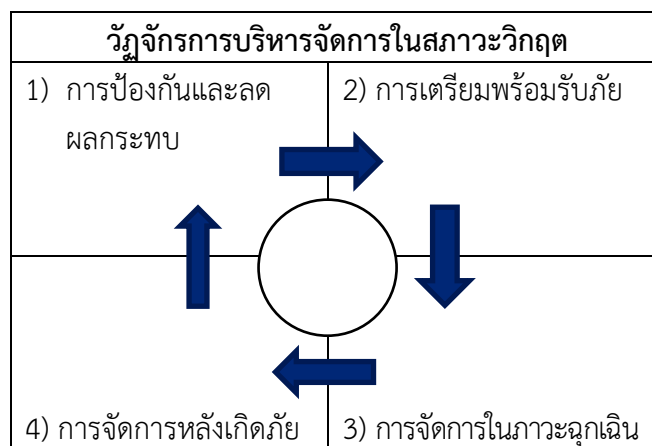 วัฏจักรการบริหารจัดการในสภาวะวิกฤต
1) การป้องกันและลด
ผลกระทบ
2) การเตรียมพร้อมรับภัย
4) การจัดการหลังเกิดภัย
3) การจัดการในภาวะฉุกเฉิน